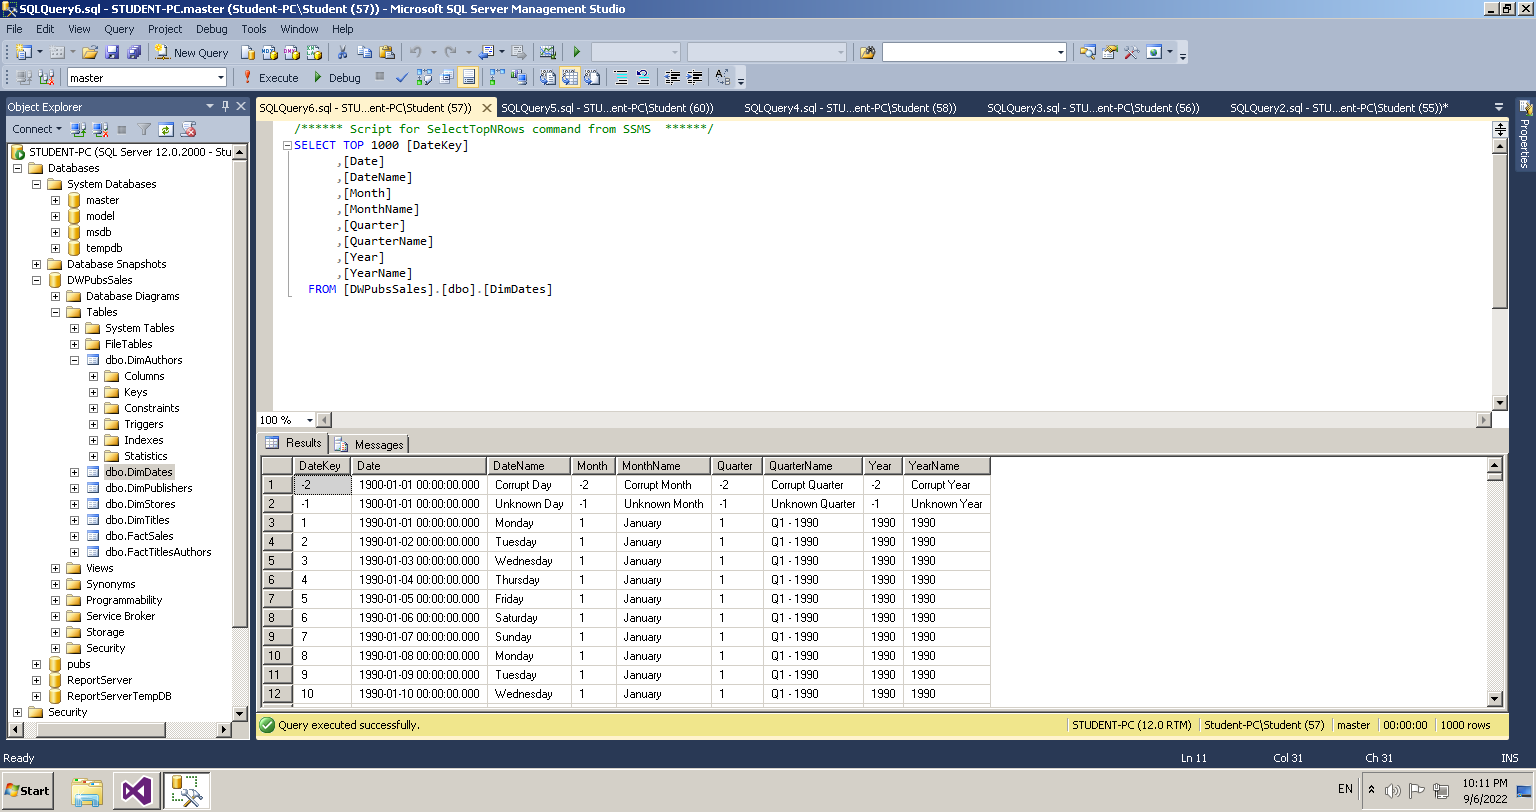 SQLQuery6.sql - STUDENT-PC.master (Student-PC\Student (57)) - Microsoft SQL Server Management Studio
File Edit View Query Project Debug Tools Window Help
New Query
master Execute Debug
Object Explorer
Connect
STUDENT-PC (SQL Server 12.0.2000 - Stu
Databases
System Databases
master
model
msdb
tempdb
Database Snapshots
DWPubsSales
Database Diagrams
Tables
System Tables
FileTables
dbo.DimAuthors
Columns
Keys
Constraints
Triggers
Indexes
Statistics
dbo.DimDates
dbo.DimPublishers
dbo.DimStores
dbo.DimTitles
dbo.FactSales
dbo.FactTitlesAuthors
Views
Synonyms
Programmability
Service Broker
Storage
Security
pubs
ReportServer
ReportServerTempDB
Security
SQLQuery6.sql - STU...ent-PC\Student (57)) SQLQuery5.sql - STU...ent-PC\Student (60)) SQLQuery4.sql - STU...ent-PC\Student (58)) SQLQuery3.sql - STU...ent-PC\Student (56)) SQLQuery2.sql - STU...ent-PC\Student (55))*
/****** Script for SelectTopNRows command from SSMS  ******/
SELECT TOP 1000 [DateKey]
,[Date]
,[DateName]
,[Month]
,[MonthName]
,[Quarter]
,[QuarterName]
,[Year]
,[YearName]
FROM [DWPubsSales].[dbo].[DimDates]
Properties
100 %
Results Messages
DateKey Date DateName Month MonthName Quarter QuarterName Year YearName
1 -2 1900-01-01 00:00:00.000 Corrupt Day -2 Corrupt Month -2 Corrupt Quarter -2 Corrupt Year
2 -1 1900-01-01 00:00:00.000 Unknown Day -1 Unknown Month -1 Unknown Quarter -1 Unknown Year
3 1 1990-01-01 00:00:00.000 Monday 1 January 1 Q1 - 1990 1990 1990
4 2 1990-01-02 00:00:00.000 Tuesday 1 January 1 Q1 - 1990 1990 1990
5 3 1990-01-03 00:00:00.000 Wednesday 1 January 1 Q1 - 1990 1990 1990
6 4 1990-01-04 00:00:00.000 Thursday 1 January 1 Q1 - 1990 1990 1990
7 5 1990-01-05 00:00:00.000 Friday 1 January 1 Q1 - 1990 1990 1990
8 6 1990-01-06 00:00:00.000 Saturday 1 January 1 Q1 - 1990 1990 1990
9 7 1990-01-07 00:00:00.000 Sunday 1 January 1 Q1 - 1990 1990 1990
10 8 1990-01-08 00:00:00.000 Monday 1 January 1 Q1 - 1990 1990 1990
11 9 1990-01-09 00:00:00.000 Tuesday 1 January 1 Q1 - 1990 1990 1990
12 10 1990-01-10 00:00:00.000 Wednesday 1 January 1 Q1 - 1990 1990 1990
Query executed successfully. STUDENT-PC (12.0 RTM) Student-PC\Student (57) master 00:00:00 1000 rows
Ready Ln 11 Col 31 Ch 31 INS
Start EN 10:11 PM
9/6/2022